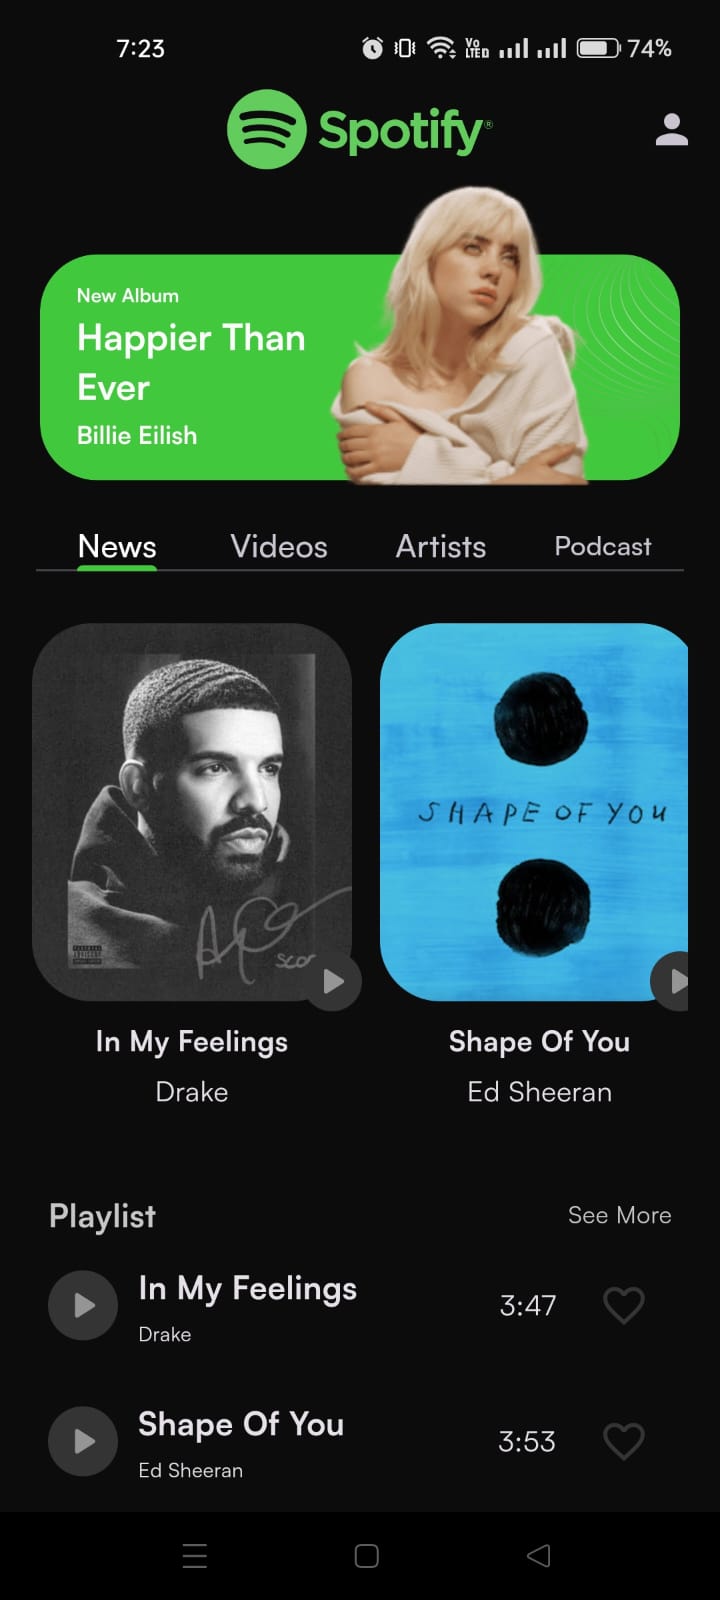 7:23
Vo
LTED
74%
Spotify®
New Album
Happier Than
Ever
Billie Eilish
News Videos Artists Podcast
SHAPE OF YOU
In My Feelings
Drake
Shape Of You
Ed Sheeran
Playlist
See More
In My Feelings
Drake
3:47
Shape Of You
Ed Sheeran
3:53